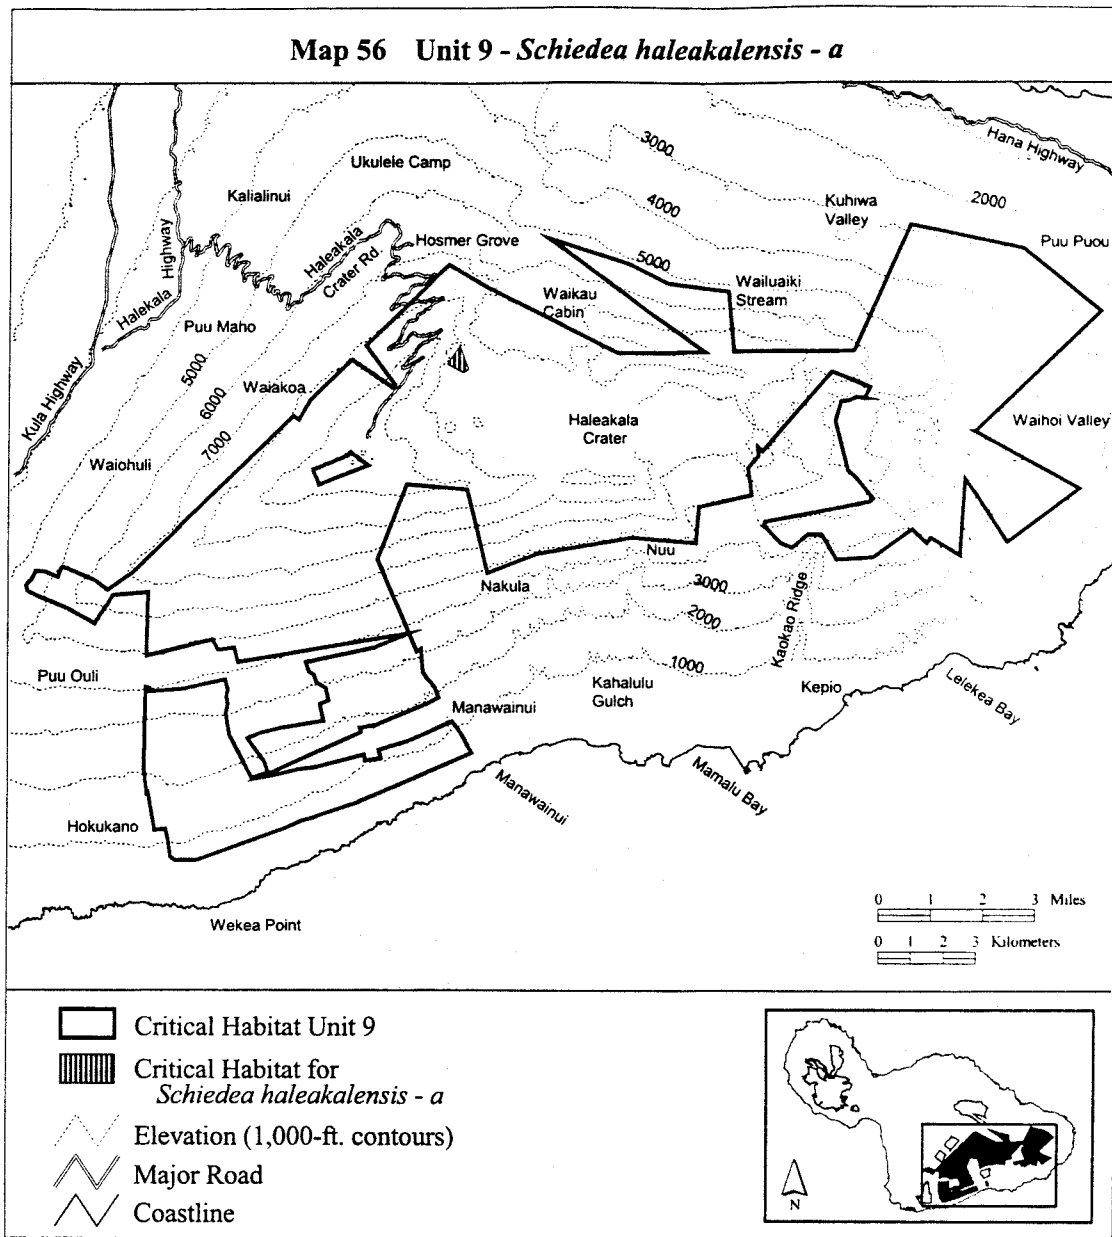 Map 56 Unit 9 - Schiedea haleakalensis - a
Hana Highway
3000
Ukulele Camp
Kalialinui
4000
Kuhiwa
Valley
2000
Halekala Highway
Haleakala
Crater Rd.
Hosmer Grove
Puu Puou
5000
Wailuaiki
Stream
Waikau
Cabin
Puu Maho
5000
Kula Highway
Waiakoa
6000
7000
Haleakala
Crater
Waihoi Valley
Waiohuli
Nuu
Nakula
3000
2000
Kaokao Ridge
1000
Puu Ouli
Kahalulu
Gulch
Kepio
Lelekea Bay
Manawainui
Mamalu Bay
Manawainui
Hokukano
Wekea Point
0 1 2 3 Miles
0 1 2 3 Kilometers
Critical Habitat Unit 9
Critical Habitat for
Schiedea haleakalensis - a
Elevation (1,000-ft. contours)
Major Road
Coastline
N